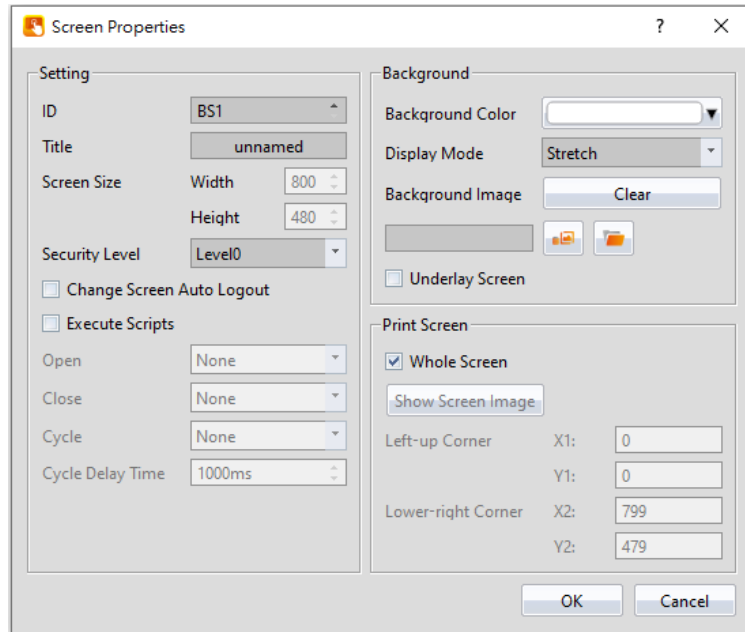 Screen Properties
?
Setting
ID BS1
Title unnamed
Screen Size Width 800
Height 480
Security Level Level0
Change Screen Auto Logout
Execute Scripts
Open None
Close None
Cycle None
Cycle Delay Time 1000ms
Background
Background Color
Display Mode Stretch
Background Image Clear
Underlay Screen
Print Screen
Whole Screen
Show Screen Image
Left-up Corner X1: 0
Y1: 0
Lower-right Corner X2: 799
Y2: 479
OK Cancel